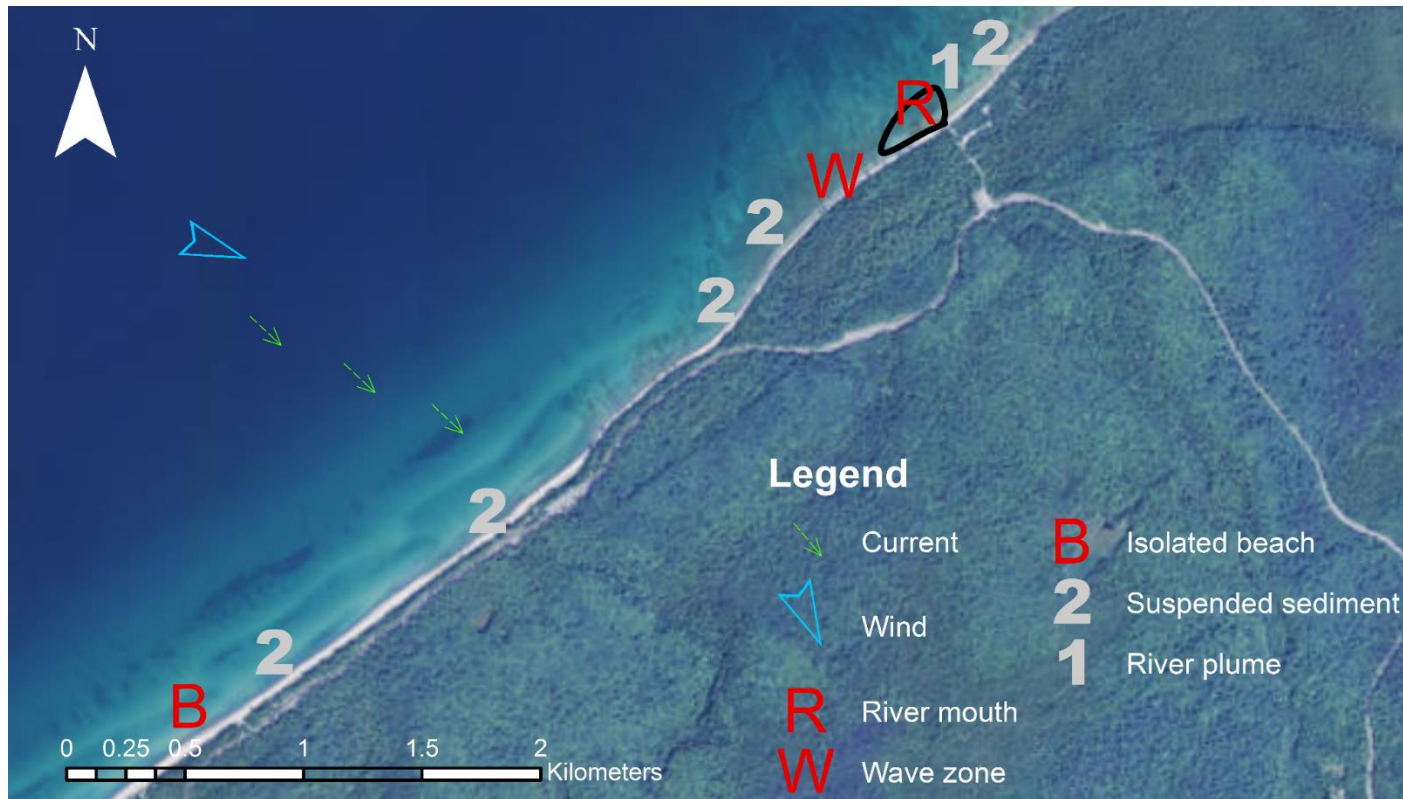 N
2
1
R
W
2
2
2
2
B
Legend
Current
Wind
R River mouth
W Wave zone
B Isolated beach
2 Suspended sediment
1 River plume
0 0.25 0.5 1 1.5 2
Kilometers